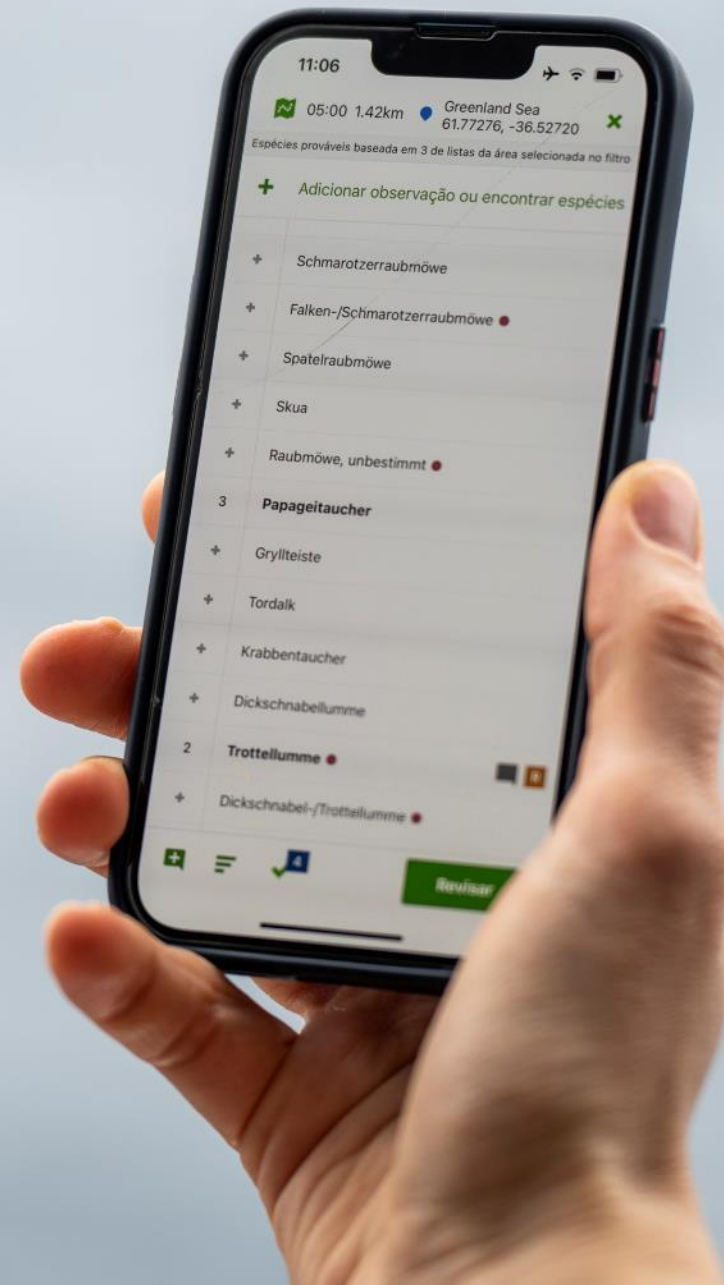 11:06
05:00 1.42km
Greenland Sea
61.77276, -36.52720
Espécies prováveis baseada em 3 de listas da área selecionada no filtro
+ Adicionar observação ou encontrar espécies
+ Schmarotzerraubmöwe
+ Falken-/Schmarotzerraubmöwe
+ Spatelraubmöwe
+ Skua
+ Raubmöwe, unbestimmt
3 Papageitaucher
+ Gryllteiste
+ Tordalk
+ Krabbentaucher
+ Dickschnabellumme
2 Trottellumme
+ Dickschnabel-/Trottellumme
4
Revisar